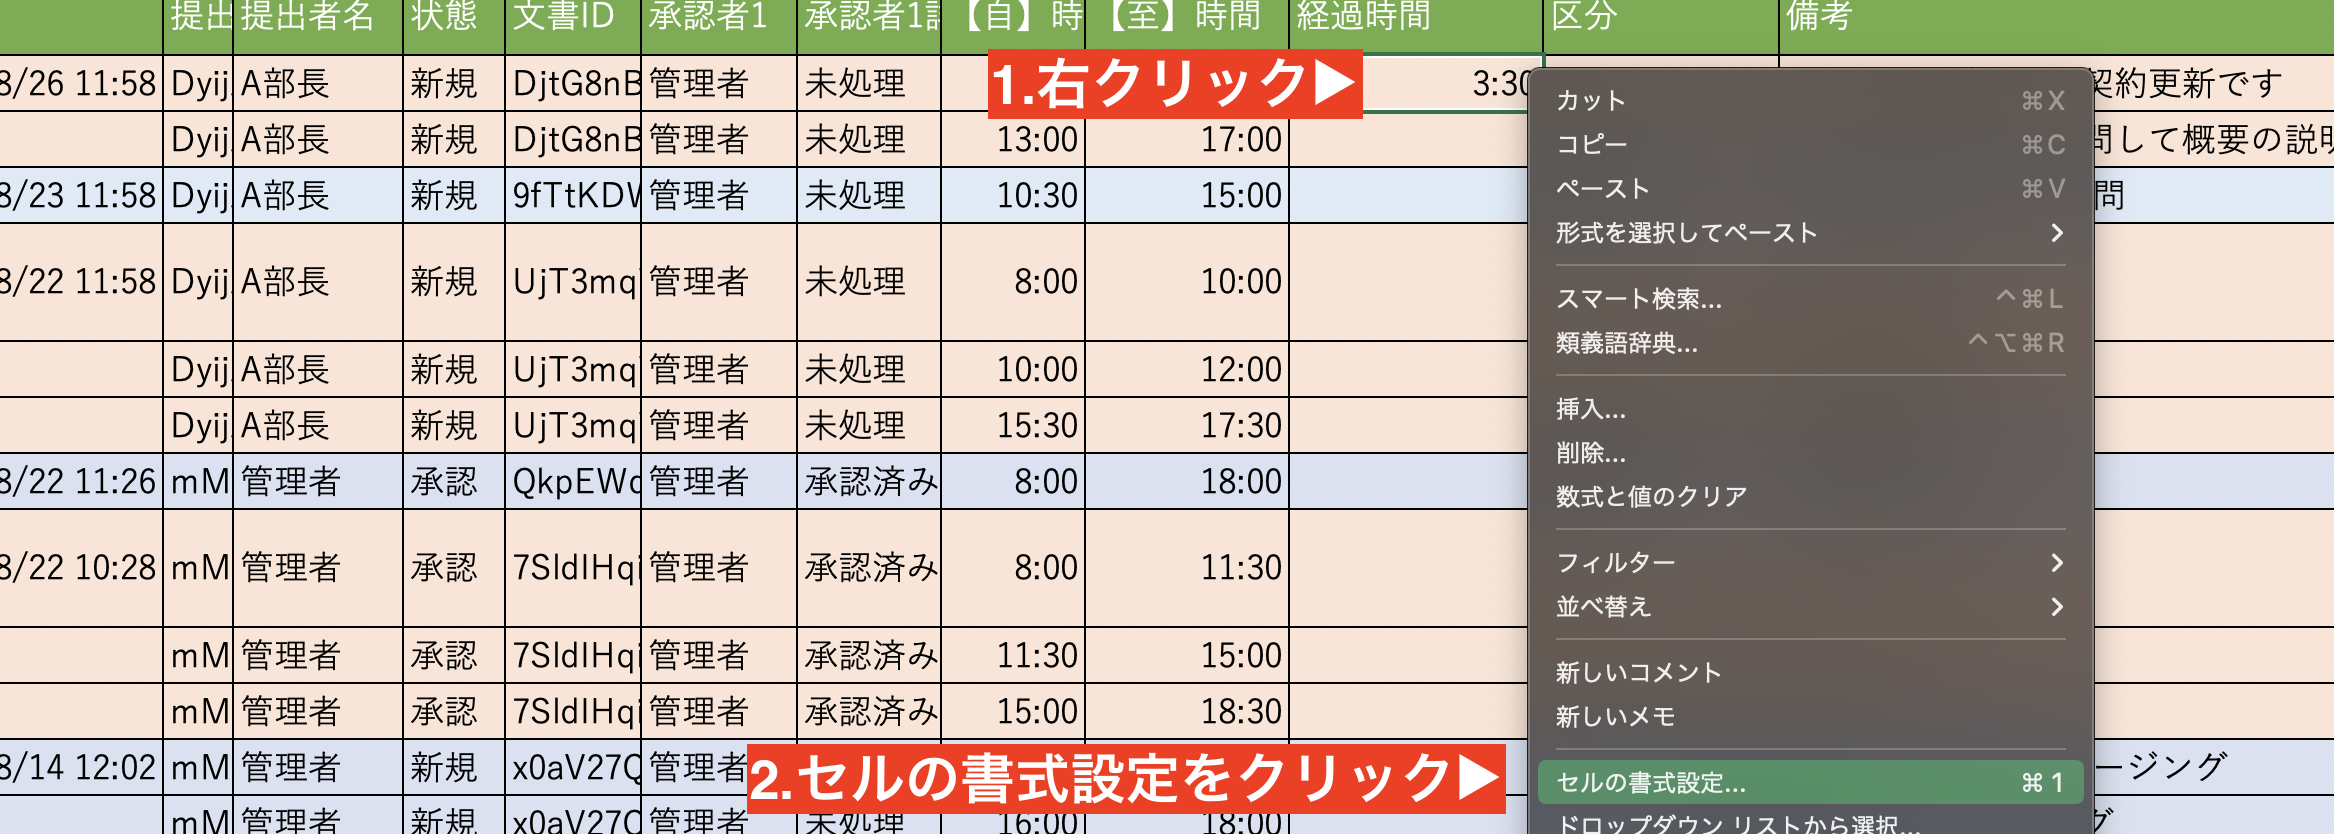 提出 提出者名 状態 文書ID 承認者1 承認者1 【自】時 【至】時間 経過時間 区分 備考
8/26 11:58 Dyij A部長 新規 DjtG8nB 管理者 未処理 1.右クリック▶ 3:30 契約更新です
Dyij A部長 新規 DjtG8nB 管理者 未処理 13:00 17:00 問して概要の説明
8/23 11:58 Dyij A部長 新規 9fTtKDW 管理者 未処理 10:30 15:00 問
8/22 11:58 Dyij A部長 新規 UjT3mq 管理者 未処理 8:00 10:00
Dyij A部長 新規 UjT3mq 管理者 未処理 10:00 12:00
Dyij A部長 新規 UjT3mq 管理者 未処理 15:30 17:30
8/22 11:26 mM 管理者 承認 QkpEWc 管理者 承認済み 8:00 18:00
8/22 10:28 mM 管理者 承認 7SldIHqi 管理者 承認済み 8:00 11:30
mM 管理者 承認 7SldIHqi 管理者 承認済み 11:30 15:00
mM 管理者 承認 7SldIHqi 管理者 承認済み 15:00 18:30
8/14 12:02 mM 管理者 新規 x0aV27Q 管理者 2.セルの書式設定をクリック▶ ージング
mM 管理者 新規 x0aV27Q 管理者 未処理 16:00 18:00 グ
カット ⌘X
コピー ⌘C
ペースト ⌘V
形式を選択してペースト >
スマート検索... ^⌘L
類義語辞典... ^⌥⌘R
挿入...
削除...
数式と値のクリア
フィルター >
並べ替え >
新しいコメント
新しいメモ
セルの書式設定... ⌘1
ドロップダウン リストから選択...